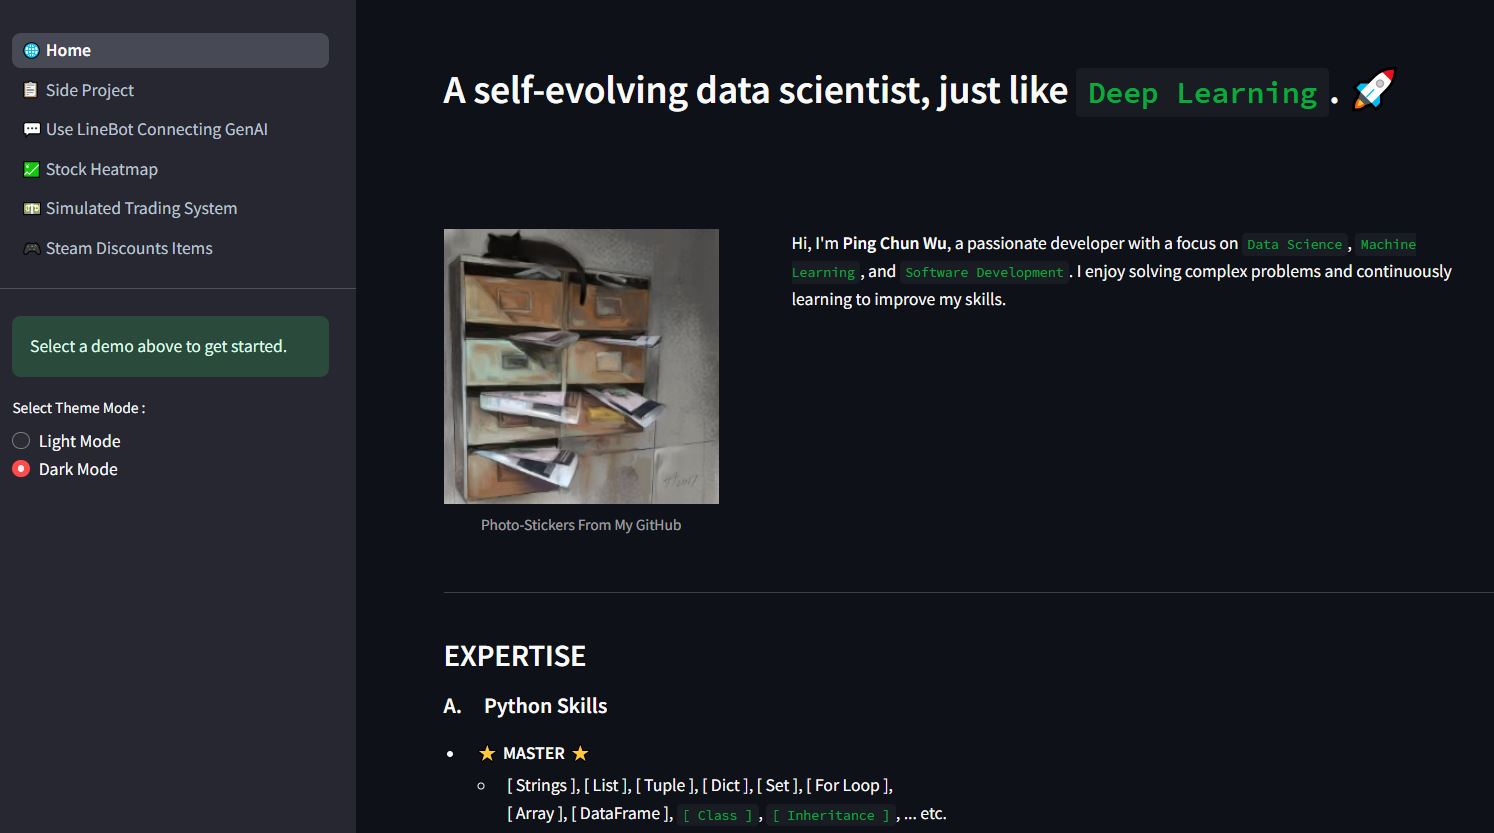 Home
Side Project
Use LineBot Connecting GenAI
Stock Heatmap
Simulated Trading System
Steam Discounts Items
Select a demo above to get started.
Select Theme Mode :
Light Mode
Dark Mode
A self-evolving data scientist, just like Deep Learning.
Hi, I'm Ping Chun Wu, a passionate developer with a focus on Data Science, Machine
Learning, and Software Development. I enjoy solving complex problems and continuously
learning to improve my skills.
Photo-Stickers From My GitHub
EXPERTISE
A. Python Skills
MASTER
[ Strings ], [ List ], [ Tuple ], [ Dict ], [ Set ], [ For Loop ],
[ Array ], [ DataFrame ], [ Class ], [ Inheritance ], ... etc.